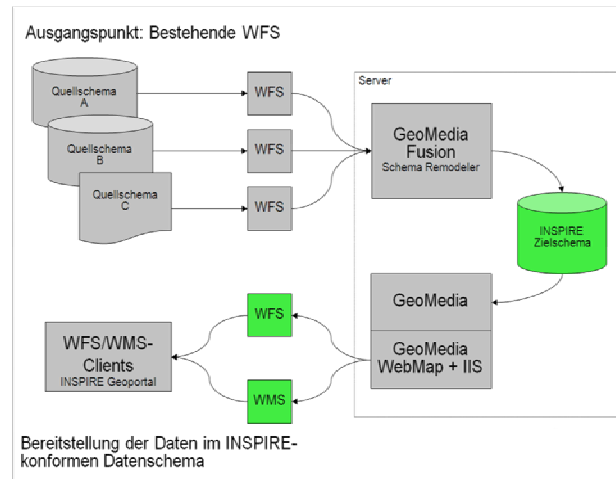 Ausgangspunkt: Bestehende WFS
Server
Quellschema
A
WFS
Quellschema
B
WFS
Quellschema
C
WFS
GeoMedia
Fusion
Schema Remodeler
INSPIRE
Zielschema
GeoMedia
GeoMedia
WebMap + IIS
WFS
WMS
WFS/WMS-
Clients
INSPIRE Geoportal
Bereitstellung der Daten im INSPIRE-
konformen Datenschema